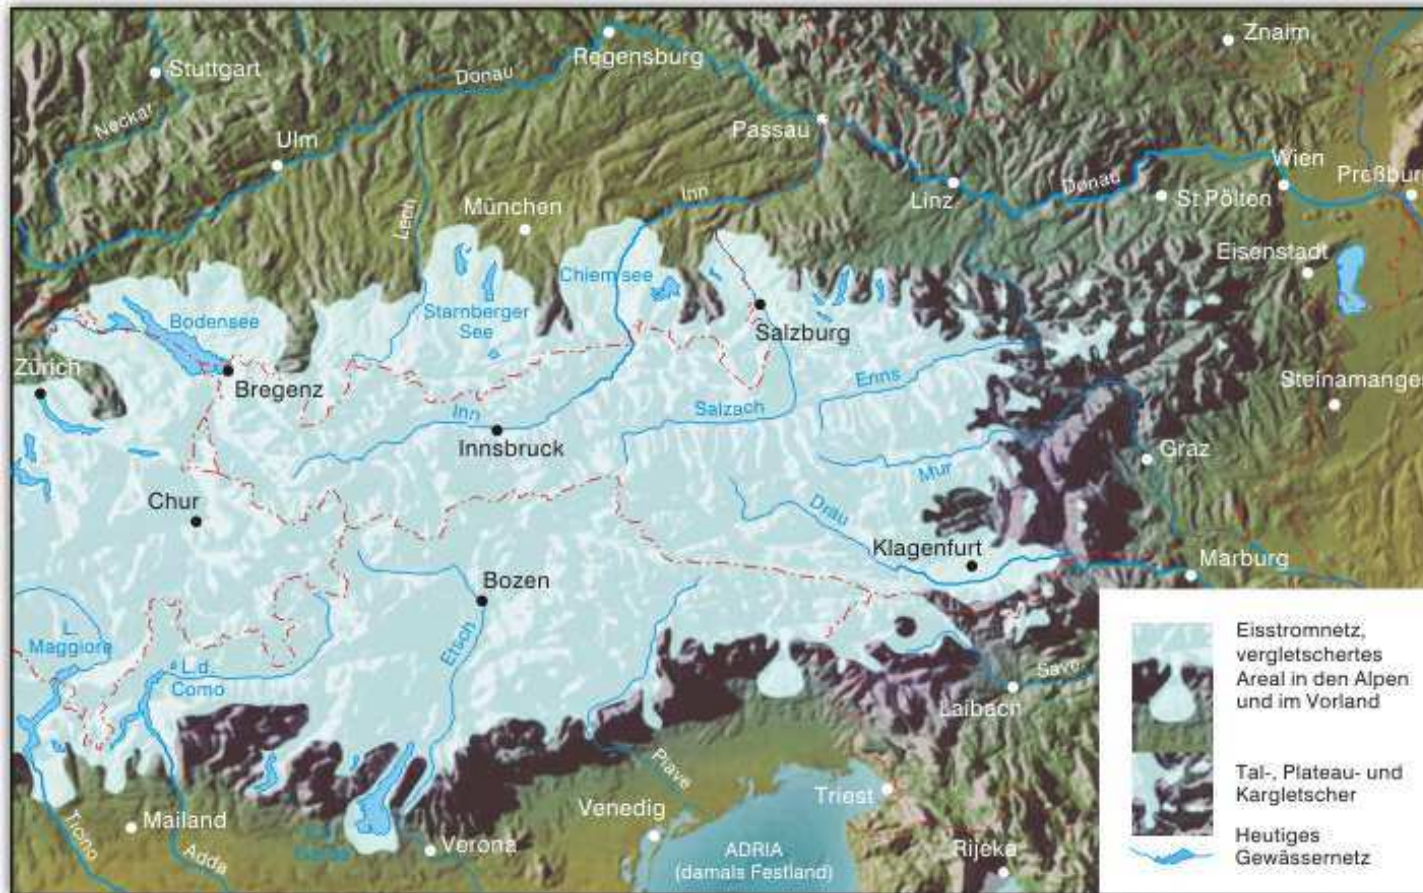 Znaim
Regensburg
Stuttgart
Donau
Neckar
Passau
Ulm
Wien
Preßbur
Inn
Linz
Donau
St Pölten
Lech
München
Eisenstadt
Chiemsee
Bodensee
Starnberger
See
Salzburg
Zürich
Bregenz
Enns
Steinamanger
Inn
Salzach
Innsbruck
Graz
Mur
Chur
Drau
Klagenfurt
Marburg
Bozen
L.
Maggiore
Etsch
L.d.
Como
Save
Laibach
Piave
Triest
Venedig
Mailand
Ticino
Adda
Verona
ADRIA
(damals Festland)
Rijeka
Eisstromnetz,
vergletschertes
Areal in den Alpen
und im Vorland
Tal-, Plateau- und
Kargletscher
Heutiges
Gewässernetz